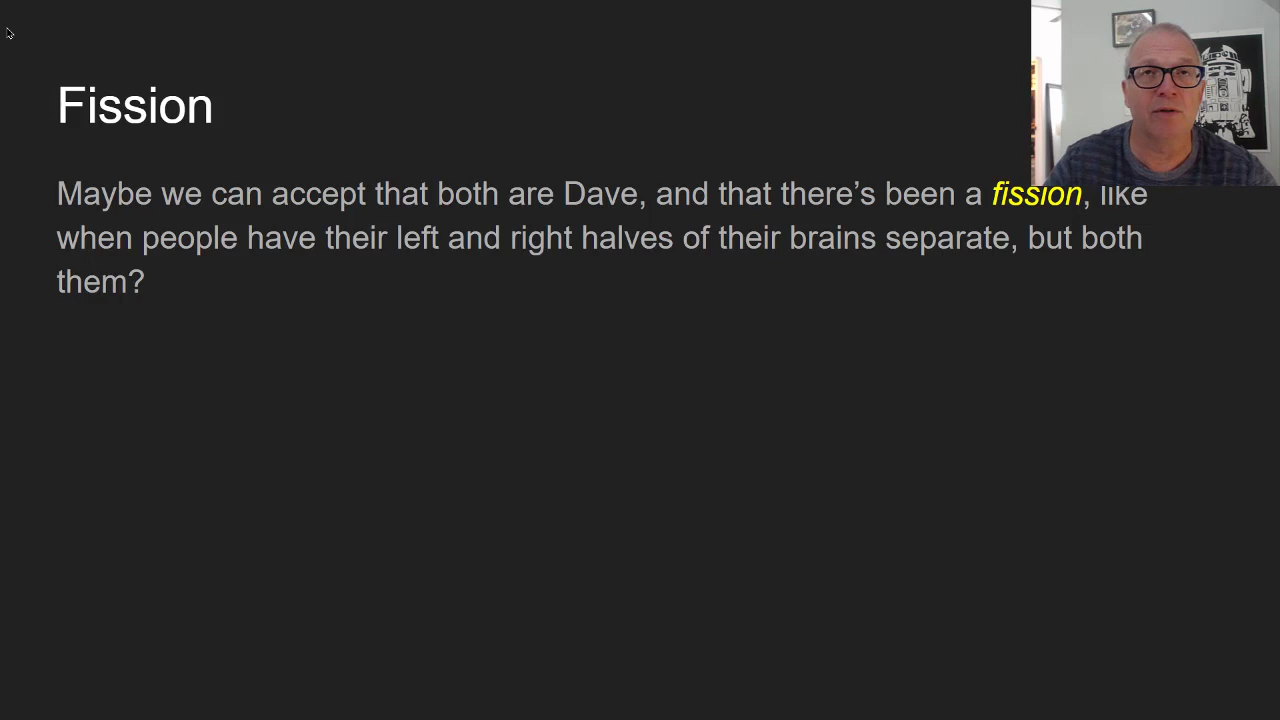 Fission
Maybe we can accept that both are Dave, and that there’s been a fission, like
when people have their left and right halves of their brains separate, but both
them?